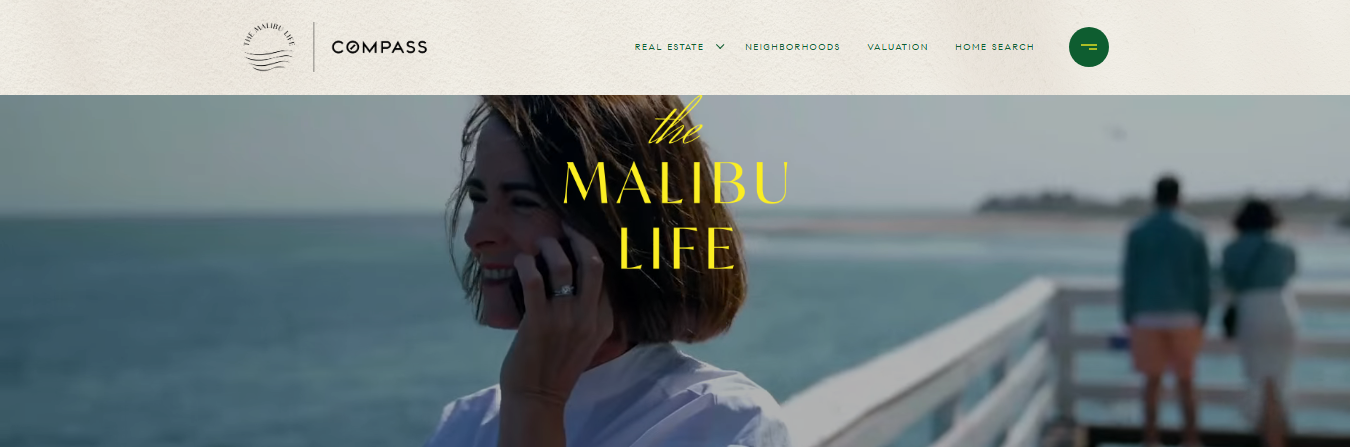 THE MALIBU LIFE
COMPASS
REAL ESTATE
NEIGHBORHOODS
VALUATION
HOME SEARCH
the
MALIBU
LIFE